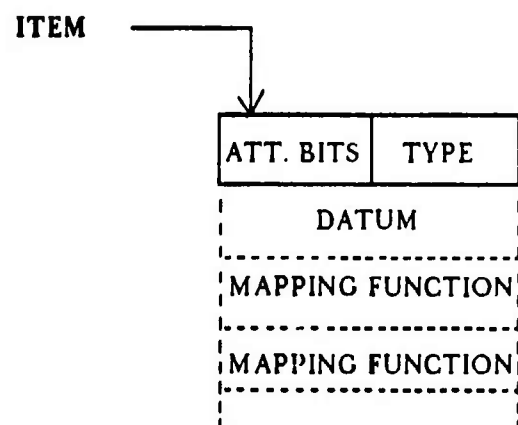 ITEM
ATT. BITS TYPE
DATUM
MAPPING FUNCTION
MAPPING FUNCTION